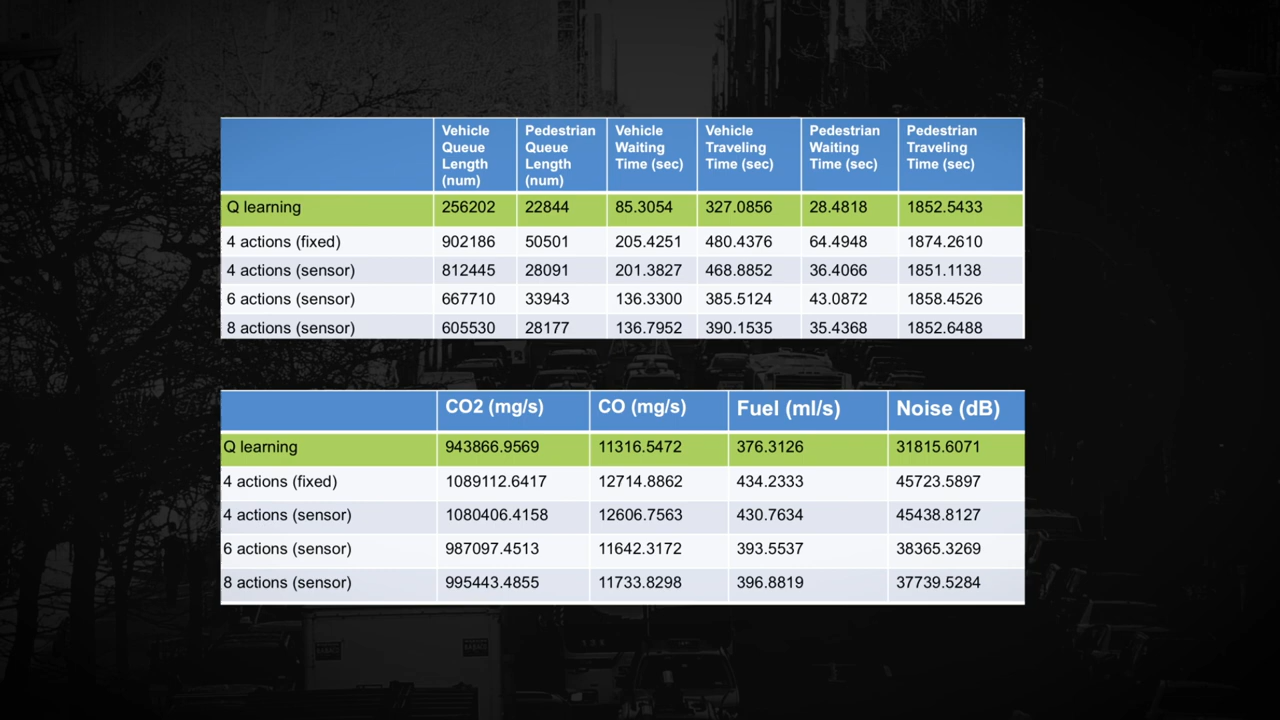 Vehicle Queue Length (num) Pedestrian Queue Length (num) Vehicle Waiting Time (sec) Vehicle Traveling Time (sec) Pedestrian Waiting Time (sec) Pedestrian Traveling Time (sec)
Q learning 256202 22844 85.3054 327.0856 28.4818 1852.5433
4 actions (fixed) 902186 50501 205.4251 480.4376 64.4948 1874.2610
4 actions (sensor) 812445 28091 201.3827 468.8852 36.4066 1851.1138
6 actions (sensor) 667710 33943 136.3300 385.5124 43.0872 1858.4526
8 actions (sensor) 605530 28177 136.7952 390.1535 35.4368 1852.6488
CO2 (mg/s) CO (mg/s) Fuel (ml/s) Noise (dB)
Q learning 943866.9569 11316.5472 376.3126 31815.6071
4 actions (fixed) 1089112.6417 12714.8862 434.2333 45723.5897
4 actions (sensor) 1080406.4158 12606.7563 430.7634 45438.8127
6 actions (sensor) 987097.4513 11642.3172 393.5537 38365.3269
8 actions (sensor) 995443.4855 11733.8298 396.8819 37739.5284